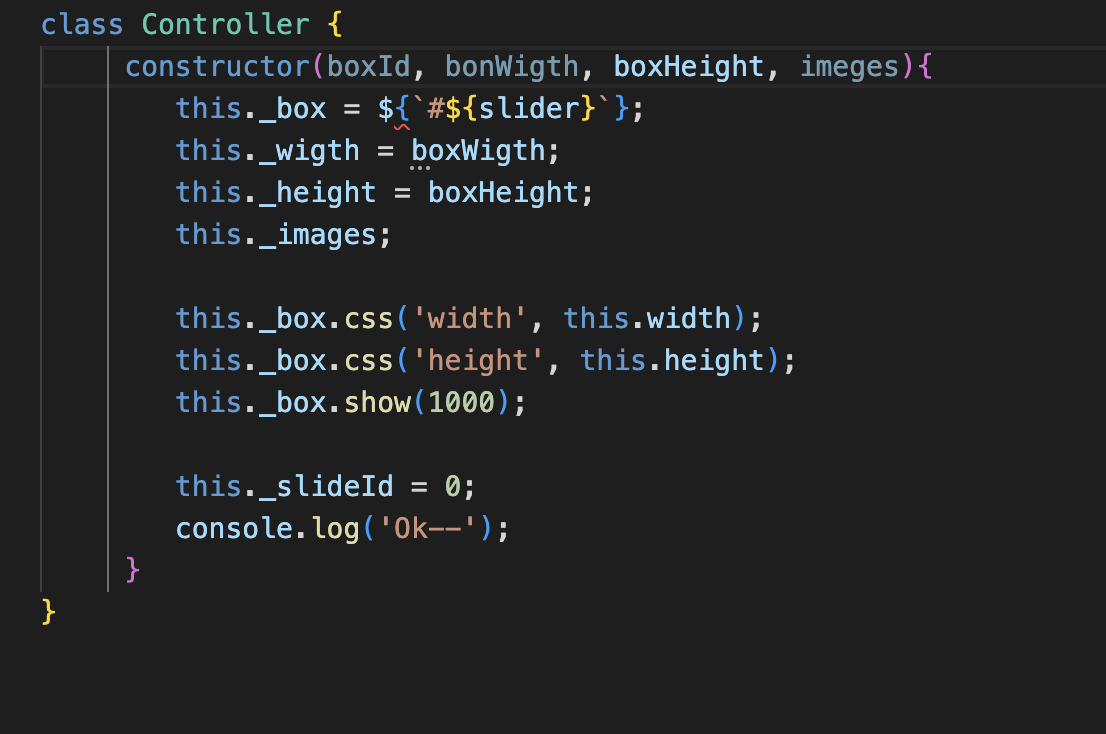 class Controller {
constructor(boxId, bonWigth, boxHeight, imeges){
this._box = ${`#${slider}`};
this._wigth = boxWigth;
this._height = boxHeight;
this._images;
this._box.css('width', this.width);
this._box.css('height', this.height);
this._box.show(1000);
this._slideId = 0;
console.log('Ok--');
}
}